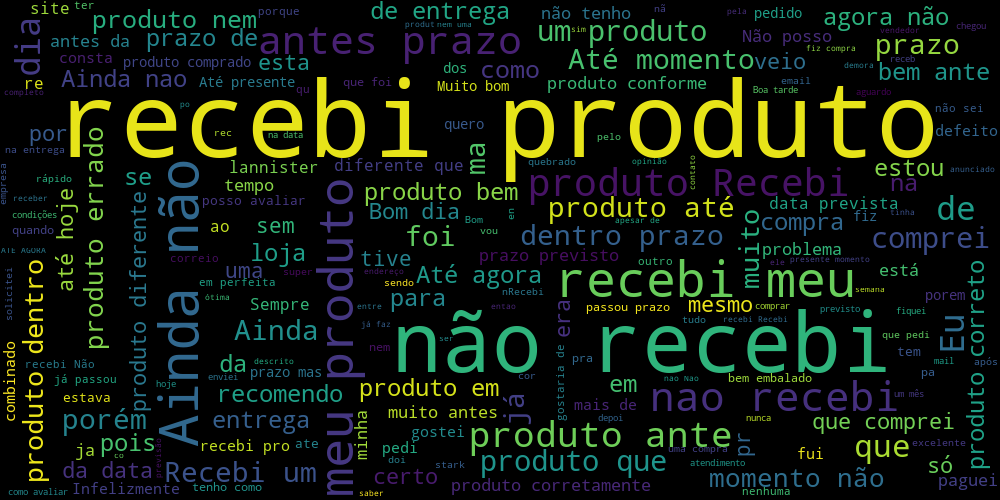 site
ter
porque
de entrega
não tenho
nã
pela
pedido
agora não
chegou
dia
produto nem
produt
nem uma
sim
um
produto
Não posso
fiz compra
vendedor
antes da
prazo de
antes prazo
Até momento
veio
prazo
receb
consta
produto comprado
esta
dos
como
demora
bem ante
re
Ainda nao
Até presente
qu
que foi
Muito bom
produto conforme
email
Boa tarde
aguardo
completo
po
recebi produto
não sei
por
rec
na data
quero
pelo
defeito
na entrega
produto errado
lannister
diferente que
ma
quebrado
opinião
contato
estou
anunciado
empresa
rápido
se
tempo
produto bem
produto Recebi
na
receber
posso avaliar
Bom dia
Bom
en
produto até
data prevista
de
condições
até hoje
ao
sem
foi
vou
apesar de
muito
compra
fiz
tinha
quando
produto diferente
Ainda não
loja
meu produto
dentro prazo
problema
comprei
ATE AGORA
correio
uma
super
tive
prazo previsto
outro
ele
presente momento
solicitei
em perfeita
endereço
Até agora
recebi meu
está
produto correto
produto dentro
Sempre
sendo
para
nRecebi
passou prazo
mesmo
comprar
semana
porem
Ainda
entre
entao
era
não recebi
tudo
recebi Recebi
previsto
fiquei
Eu
já faz
ser
que pedi
combinado
recebi Não
da
descrito
nem
pra
tem
mail
após
já passou
hoje
enviei
prazo mas
cor
gostaria de
em
nao Nao
bem embalado
pa
estava
recomendo
produto em
já
mais de
nao recebi
um mês
porém
entrega
minha
muito antes
depoi
nunca
que comprei
excelente
ja
pois
recebi pro
ate
gostei
produto ante
pr
uma compra
que
co
previsão
pedi
doi
stark
produto que
atendimento
fui
só
da data
Recebi um
certo
momento não
paguei
como avaliar
Infelizmente
tenho como
saber
produto corretamente
nenhuma
ótima